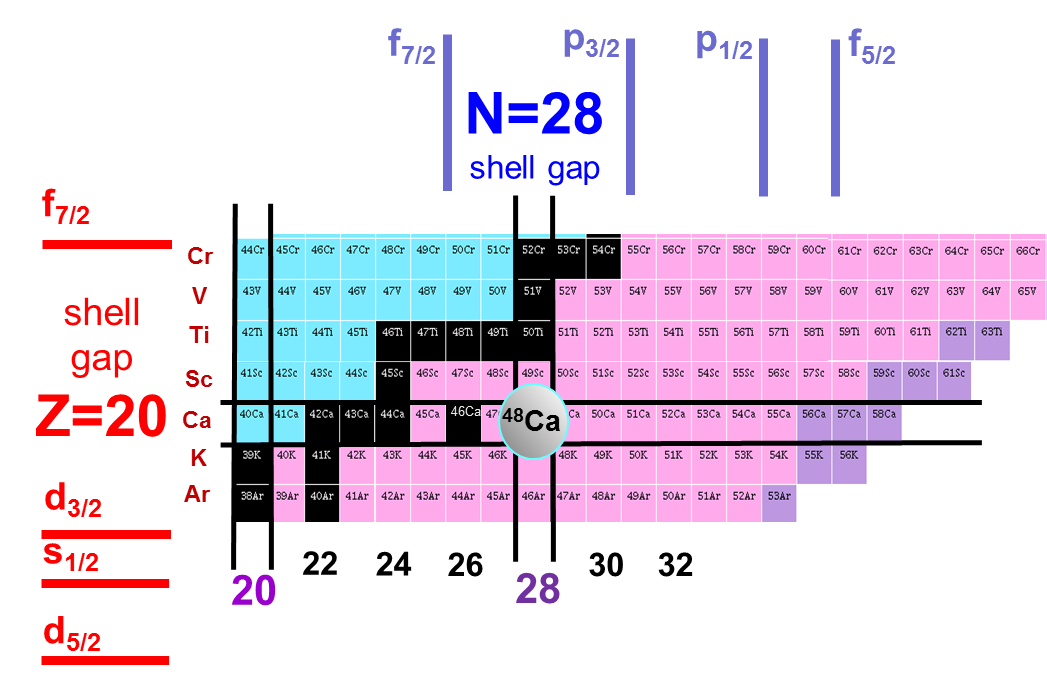 f7/2
p3/2
p1/2
f5/2
N=28
shell gap
f7/2
shell
gap
Z=20
d3/2
s1/2
d5/2
Cr 44Cr 45Cr 46Cr 47Cr 48Cr 49Cr 50Cr 51Cr 52Cr 53Cr 54Cr 55Cr 56Cr 57Cr 58Cr 59Cr 60Cr 61Cr 62Cr 63Cr 64Cr 65Cr 66Cr
V 43V 44V 45V 46V 47V 48V 49V 50V 51V 52V 53V 54V 55V 56V 57V 58V 59V 60V 61V 62V 63V 64V 65V
Ti 42Ti 43Ti 44Ti 45Ti 46Ti 47Ti 48Ti 49Ti 50Ti 51Ti 52Ti 53Ti 54Ti 55Ti 56Ti 57Ti 58Ti 59Ti 60Ti 61Ti 62Ti 63Ti
Sc 41Sc 42Sc 43Sc 44Sc 45Sc 46Sc 47Sc 48Sc 49Sc 50Sc 51Sc 52Sc 53Sc 54Sc 55Sc 56Sc 57Sc 58Sc 59Sc 60Sc 61Sc
Ca 40Ca 41Ca 42Ca 43Ca 44Ca 45Ca 46Ca 47 48Ca Ca 50Ca 51Ca 52Ca 53Ca 54Ca 55Ca 56Ca 57Ca 58Ca
K 39K 40K 41K 42K 43K 44K 45K 46K 48K 49K 50K 51K 52K 53K 54K 55K 56K
Ar 38Ar 39Ar 40Ar 41Ar 42Ar 43Ar 44Ar 45Ar 46Ar 47Ar 48Ar 49Ar 50Ar 51Ar 52Ar 53Ar
22 24 26 30 32
20 28